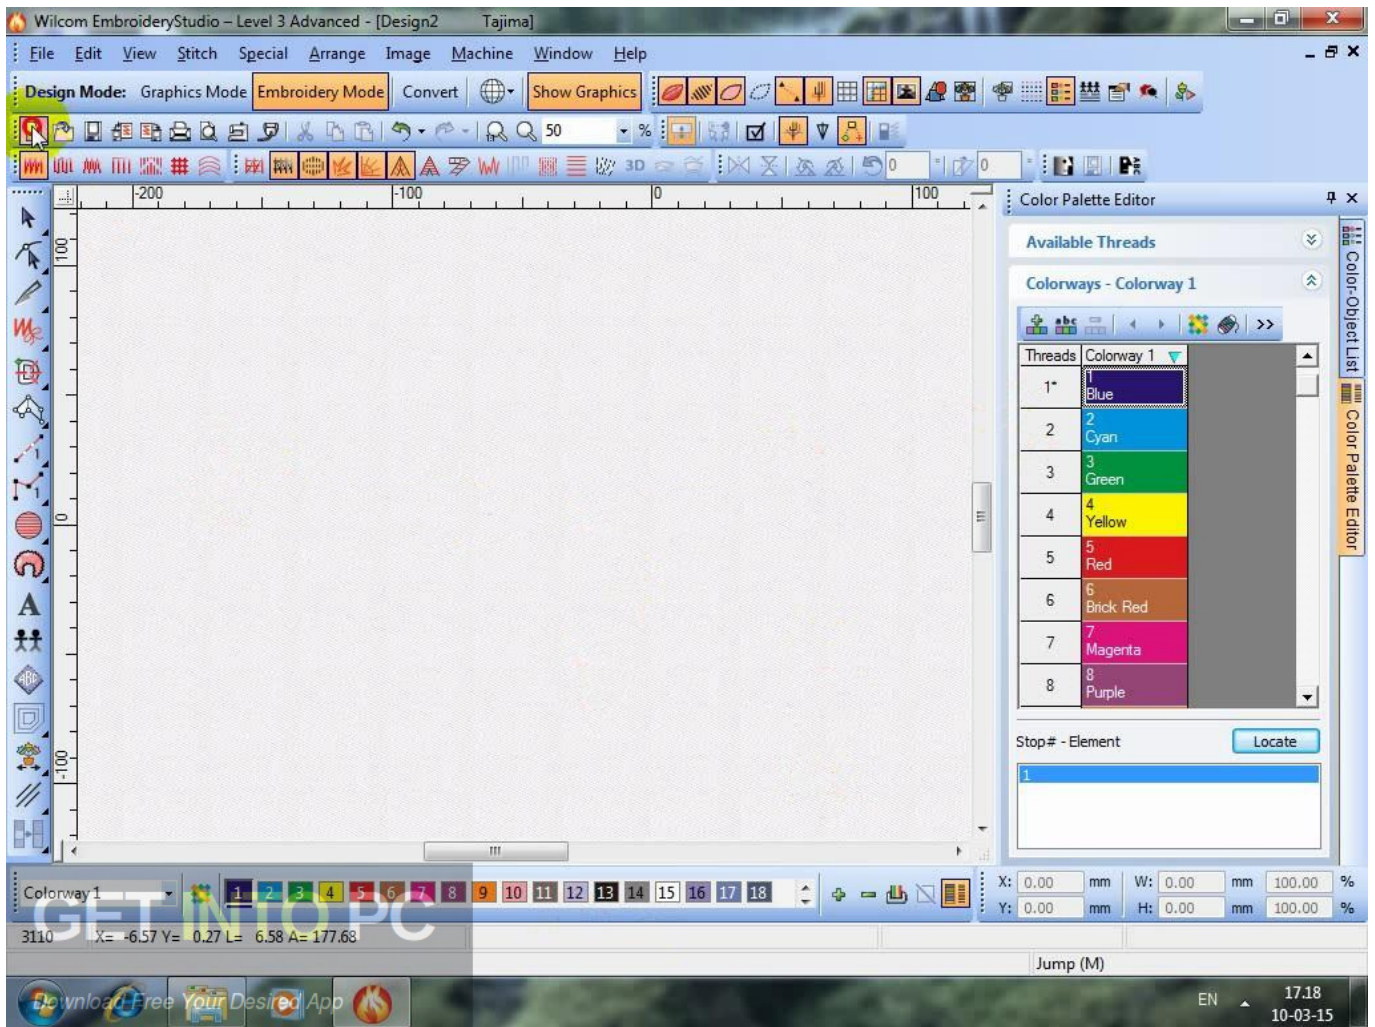 Wilcom EmbroideryStudio – Level 3 Advanced - [Design2 Tajima]
File Edit View Stitch Special Arrange Image Machine Window Help
Design Mode: Graphics Mode Embroidery Mode Convert Show Graphics
50 %
3D 0 0
-200 -100 0 100
100
0
-100
Color Palette Editor
Available Threads
Colorways - Colorway 1
abc >>
Threads Colorway 1
1* 1 Blue
2 2 Cyan
3 3 Green
4 4 Yellow
5 5 Red
6 6 Brick Red
7 7 Magenta
8 8 Purple
Stop# - Element Locate
1
Color-Object List
Color Palette Editor
Colorway 1 1 2 3 4 5 6 7 8 9 10 11 12 13 14 15 16 17 18
X: 0.00 mm W: 0.00 mm 100.00 %
Y: 0.00 mm H: 0.00 mm 100.00 %
GET INTO PC
3110 X= -6.57 Y= 0.27 L= 6.58 A= 177.68
Jump (M)
Download Free Your Desired App
EN 17.18
10-03-15